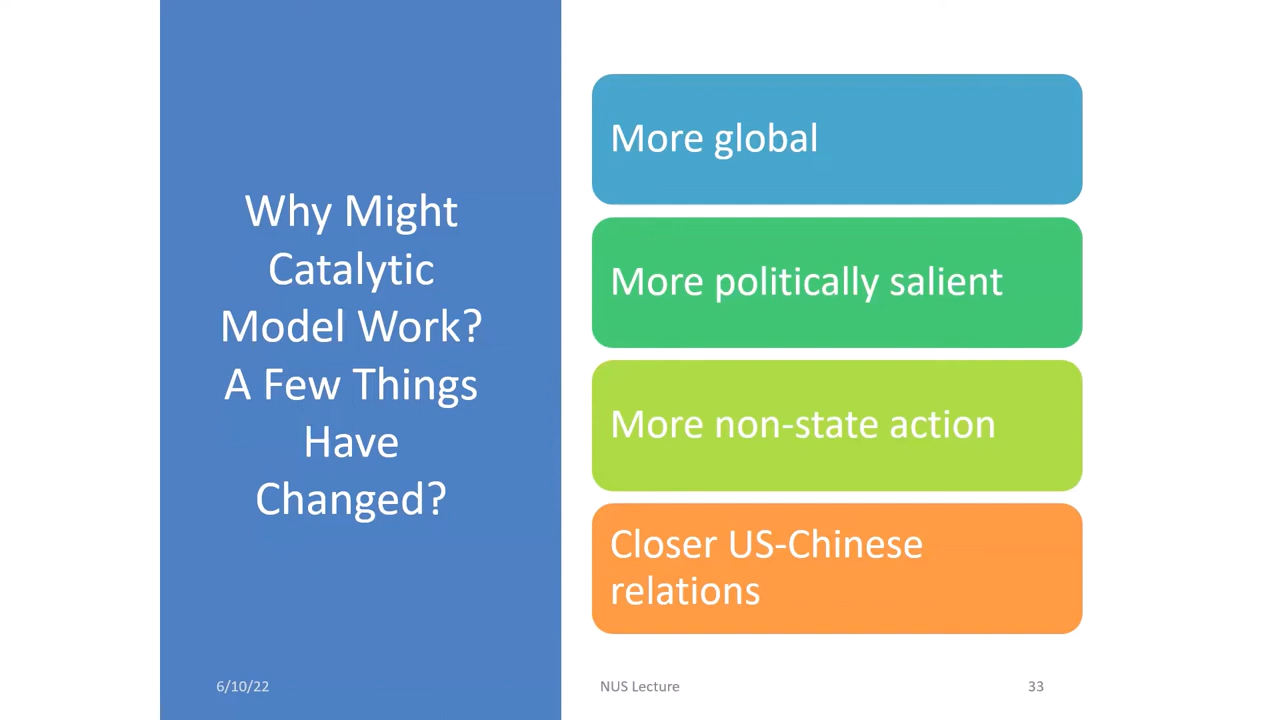 Why Might
Catalytic
Model Work?
A Few Things
Have
Changed?
More global
More politically salient
More non-state action
Closer US-Chinese
relations
6/10/22
NUS Lecture
33